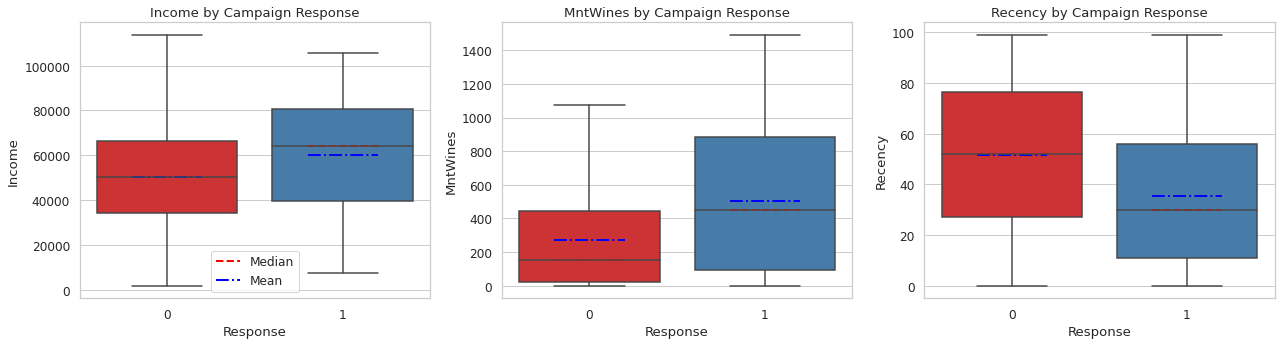 Income by Campaign Response
Income
100000
80000
60000
40000
20000
0
Median
Mean
0
1
Response
MntWines by Campaign Response
MntWines
1400
1200
1000
800
600
400
200
0
0
1
Response
Recency by Campaign Response
Recency
100
80
60
40
20
0
0
1
Response